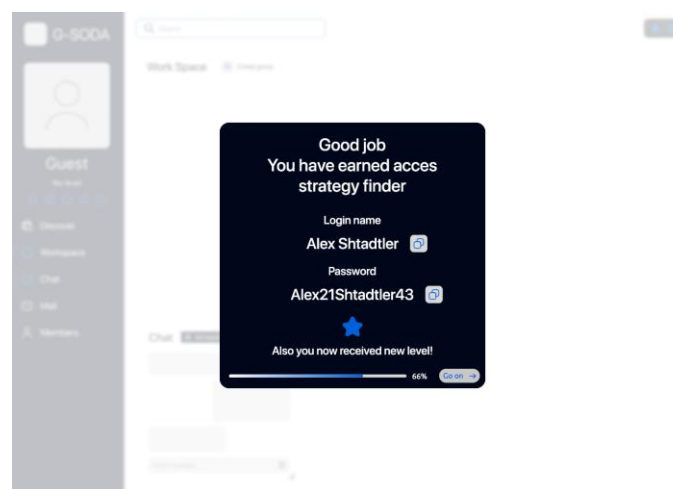 G-SODA
Search
Work Space
Guest
Discover
Workspace
Chat
Mail
Members
Chat
Good job
You have earned acces
strategy finder
Login name
Alex Shtadtler
Password
Alex21Shtadtler43
Also you now received new level!
66%
Go on →